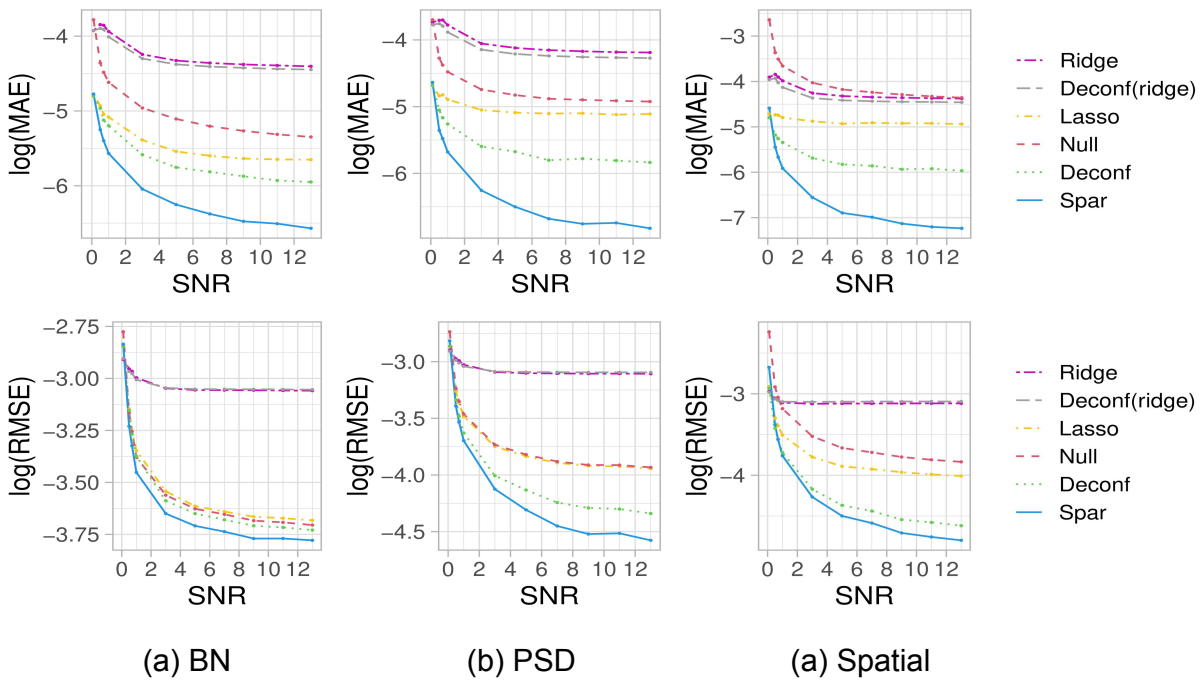 log(MAE)
−4
−5
−6
0 2 4 6 8 10 12
SNR
log(MAE)
−4
−5
−6
0 2 4 6 8 10 12
SNR
log(MAE)
−3
−4
−5
−6
−7
0 2 4 6 8 10 12
SNR
Ridge
Deconf(ridge)
Lasso
Null
Deconf
Spar
log(RMSE)
−2.75
−3.00
−3.25
−3.50
−3.75
0 2 4 6 8 10 12
SNR
log(RMSE)
−3.0
−3.5
−4.0
−4.5
0 2 4 6 8 10 12
SNR
log(RMSE)
−3
−4
0 2 4 6 8 10 12
SNR
Ridge
Deconf(ridge)
Lasso
Null
Deconf
Spar
(a) BN (b) PSD (a) Spatial